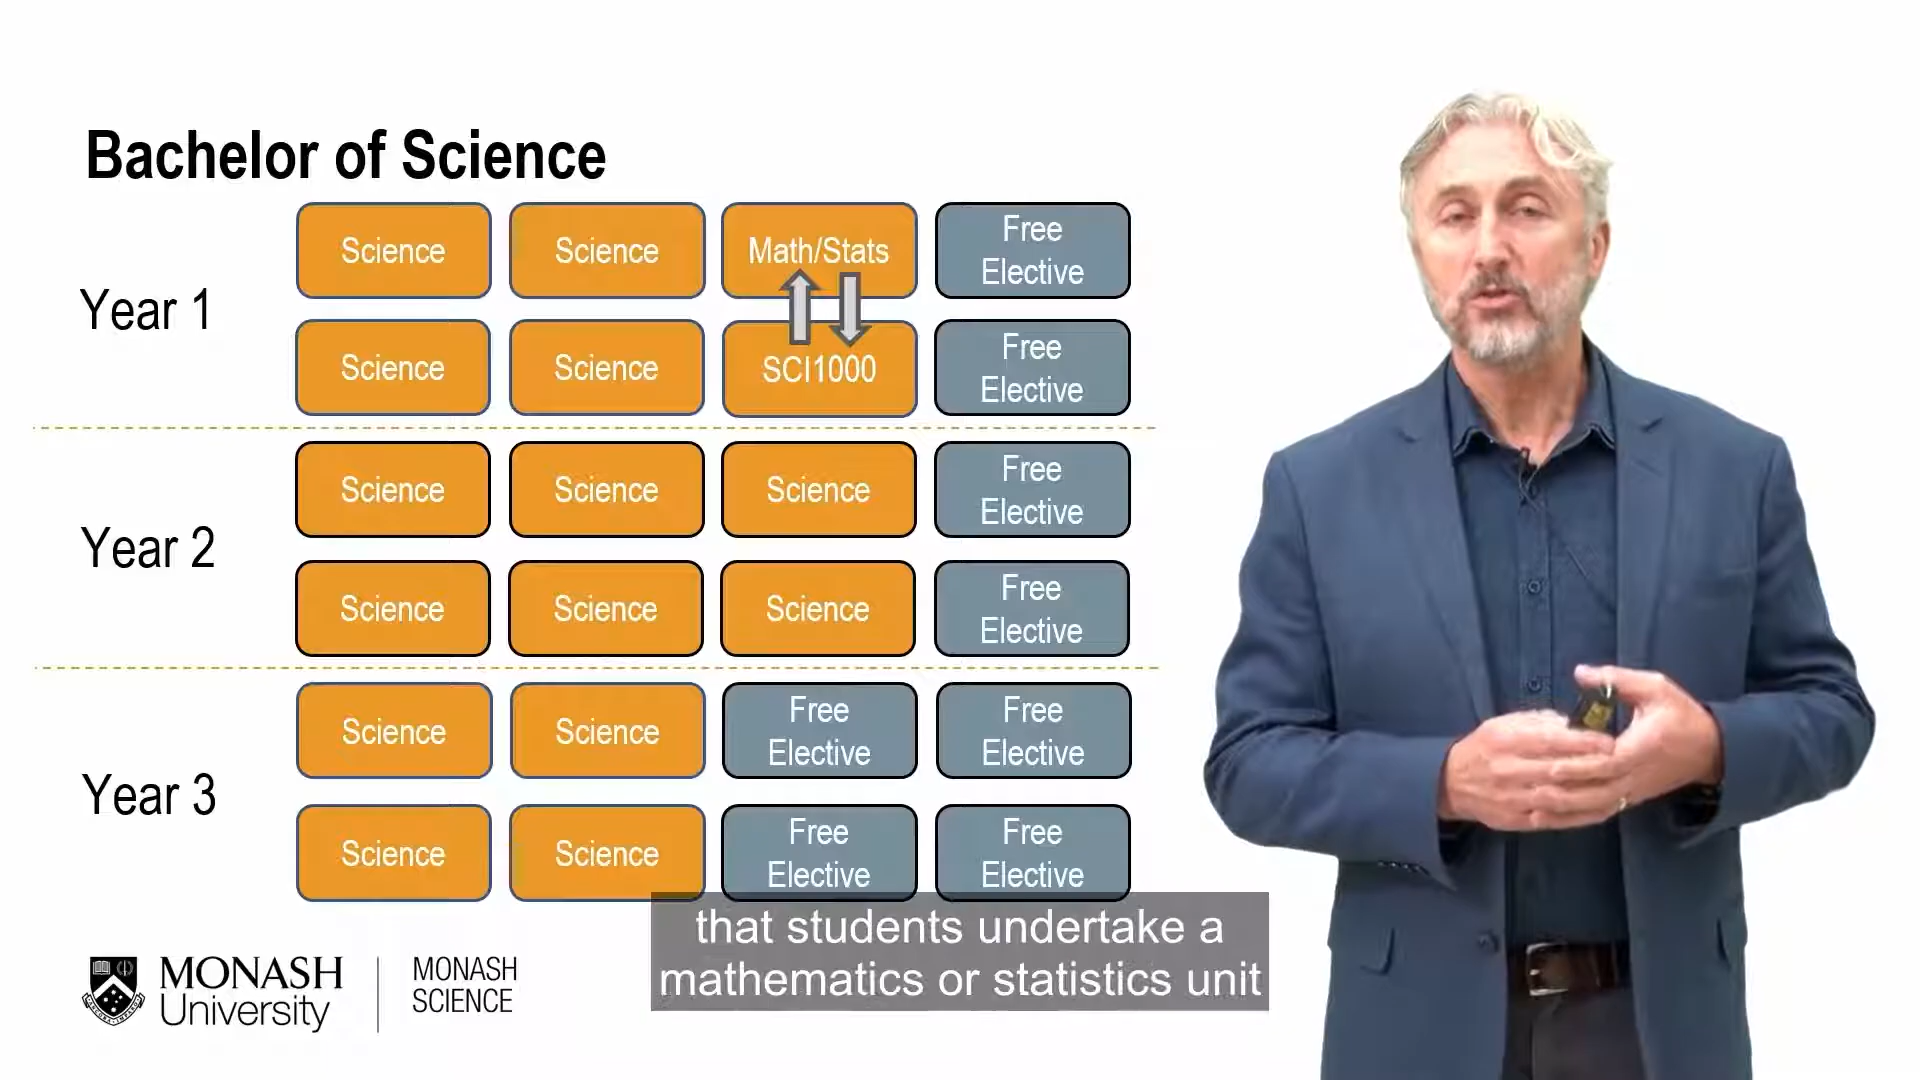 Bachelor of Science
Year 1
Science
Science
Math/Stats
Free
Elective
Science
Science
SCI1000
Free
Elective
Year 2
Science
Science
Science
Free
Elective
Science
Science
Science
Free
Elective
Year 3
Science
Science
Free
Elective
Free
Elective
Science
Science
Free
Elective
Free
Elective
that students undertake a
mathematics or statistics unit
MONASH
University
MONASH
SCIENCE